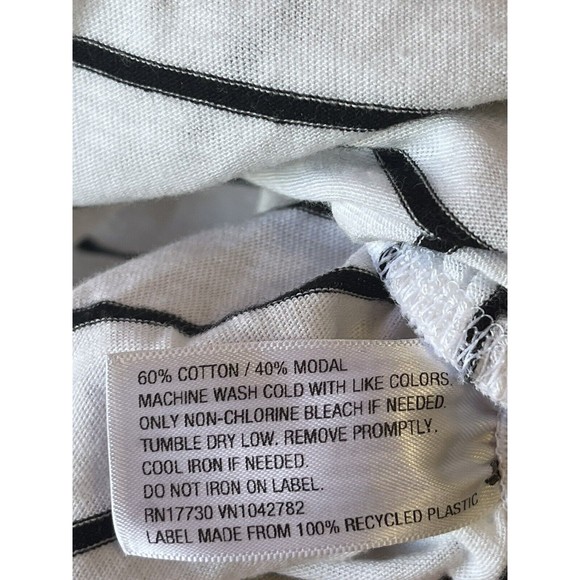 60% COTTON / 40% MODAL
MACHINE WASH COLD WITH LIKE COLORS.
ONLY NON-CHLORINE BLEACH IF NEEDED.
TUMBLE DRY LOW. REMOVE PROMPTLY.
COOL IRON IF NEEDED.
DO NOT IRON ON LABEL.
RN17730 VN1042782
LABEL MADE FROM 100% RECYCLED PLASTIC